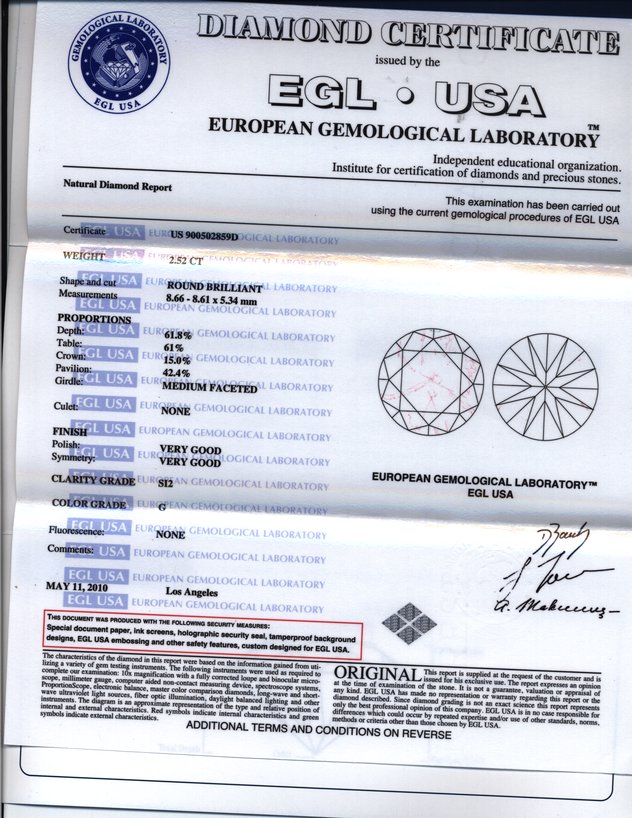 GEMOLOGICAL LABORATORY
EGL USA
DIAMOND CERTIFICATE
issued by the
EGL • USA
EUROPEAN GEMOLOGICAL LABORATORY™
Independent educational organization.
Institute for certification of diamonds and precious stones.
Natural Diamond Report
This examination has been carried out
using the current gemological procedures of EGL USA
Certificate US 900502859D
WEIGHT 2.52 CT
Shape and cut ROUND BRILLIANT
Measurements 8.66 - 8.61 x 5.34 mm
PROPORTIONS
Depth: 61.8%
Table: 61%
Crown: 15.0%
Pavilion: 42.4%
Girdle: MEDIUM FACETED
Culet: NONE
FINISH
Polish: VERY GOOD
Symmetry: VERY GOOD
CLARITY GRADE SI2
COLOR GRADE G
Fluorescence: NONE
Comments:
EUROPEAN GEMOLOGICAL LABORATORY™
EGL USA
MAY 11, 2010 Los Angeles
THIS DOCUMENT WAS PRODUCED WITH THE FOLLOWING SECURITY MEASURES:
Special document paper, ink screens, holographic security seal, tamperproof background
designs, EGL USA embossing and other safety features, custom designed for EGL USA.
The characteristics of the diamond in this report were based on the information gained from uti-
lizing a variety of gem testing instruments. The following instruments were used as required to
complete our examination: 10x magnification with a fully corrected loupe and binocular micro-
scope, millimeter gauge, computer aided non-contact measuring device, spectroscope systems,
ProportionScope, electronic balance, master color comparison diamonds, long-wave and short-
wave ultraviolet light sources, fiber optic illumination, daylight balanced lighting and other
instruments. The diagram is an approximate representation of the type and relative position of
internal and external characteristics. Red symbols indicate internal characteristics and green
symbols indicate external characteristics.
ORIGINAL This report is supplied at the request of the customer and is
issued for his exclusive use. The report expresses an opinion
at the time of examination of the stone. It is not a guarantee, valuation or appraisal of
any kind. EGL USA has made no representation or warranty regarding this report or the
diamond described. Since diamond grading is not an exact science this report represents
only the best professional opinion of this company. EGL USA is in no case responsible for
differences which could occur by repeated expertise and/or use of other standards, norms,
methods or criteria other than those chosen by EGL USA.
ADDITIONAL TERMS AND CONDITIONS ON REVERSE